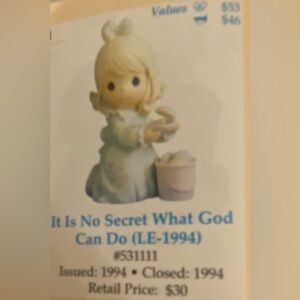 Values $53
$46
It Is No Secret What God
Can Do (LE-1994)
#531111
Issued: 1994 • Closed: 1994
Retail Price: $30